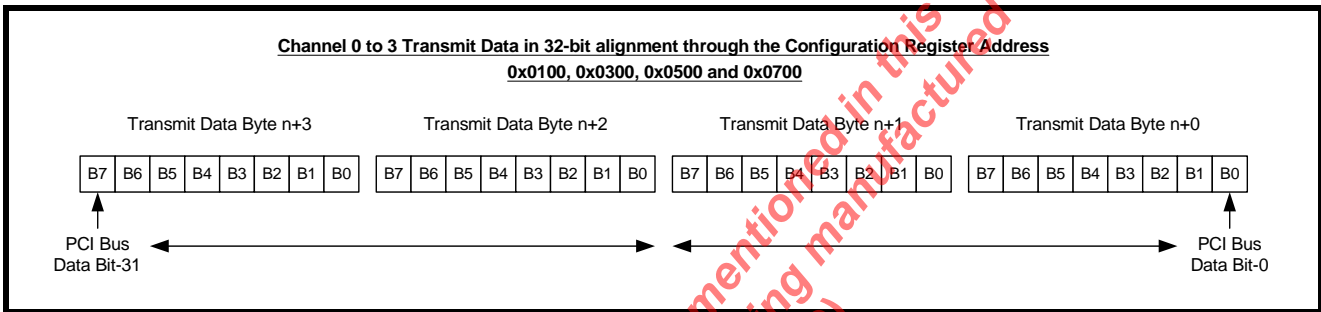 Channel 0 to 3 Transmit Data in 32-bit alignment through the Configuration Register Address
0x0100, 0x0300, 0x0500 and 0x0700
Transmit Data Byte n+3 Transmit Data Byte n+2 Transmit Data Byte n+1 Transmit Data Byte n+0
B7 B6 B5 B4 B3 B2 B1 B0 B7 B6 B5 B4 B3 B2 B1 B0 B7 B6 B5 B4 B3 B2 B1 B0 B7 B6 B5 B4 B3 B2 B1 B0
PCI Bus PCI Bus
Data Bit-31 Data Bit-0
mentioned in this
ing manufactured